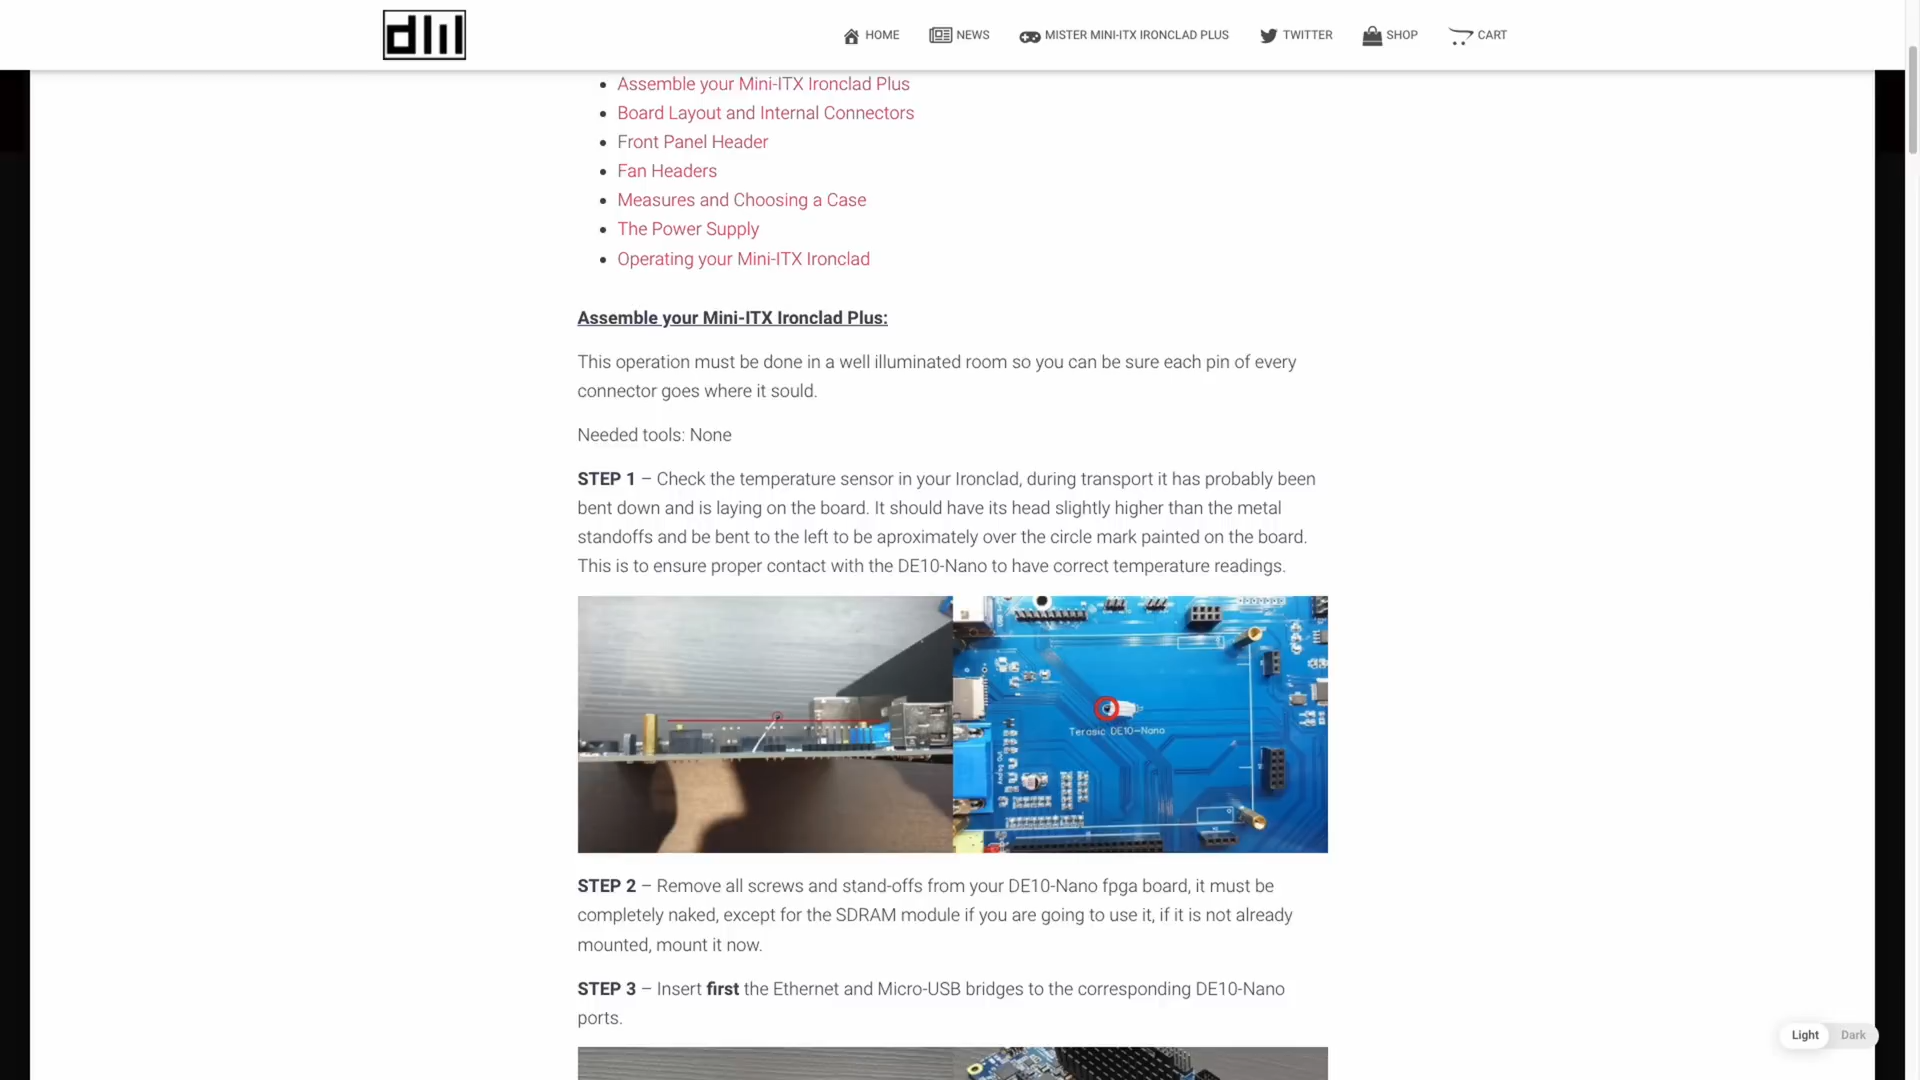 dlil
HOME
NEWS
MISTER MINI-ITX IRONCLAD PLUS
TWITTER
SHOP
CART
Assemble your Mini-ITX Ironclad Plus
Board Layout and Internal Connectors
Front Panel Header
Fan Headers
Measures and Choosing a Case
The Power Supply
Operating your Mini-ITX Ironclad
Assemble your Mini-ITX Ironclad Plus:
This operation must be done in a well illuminated room so you can be sure each pin of every
connector goes where it sould.
Needed tools: None
STEP 1 – Check the temperature sensor in your Ironclad, during transport it has probably been
bent down and is laying on the board. It should have its head slightly higher than the metal
standoffs and be bent to the left to be aproximately over the circle mark painted on the board.
This is to ensure proper contact with the DE10-Nano to have correct temperature readings.
Terasic DE10-Nano
STEP 2 – Remove all screws and stand-offs from your DE10-Nano fpga board, it must be
completely naked, except for the SDRAM module if you are going to use it, if it is not already
mounted, mount it now.
STEP 3 – Insert first the Ethernet and Micro-USB bridges to the corresponding DE10-Nano
ports.
Light
Dark